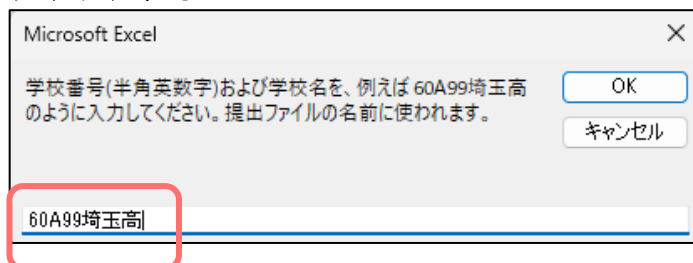 Microsoft Excel
学校番号(半角英数字)および学校名を、例えば 60A99埼玉高
のように入力してください。提出ファイルの名前に使われます。
OK
キャンセル
60A99埼玉高